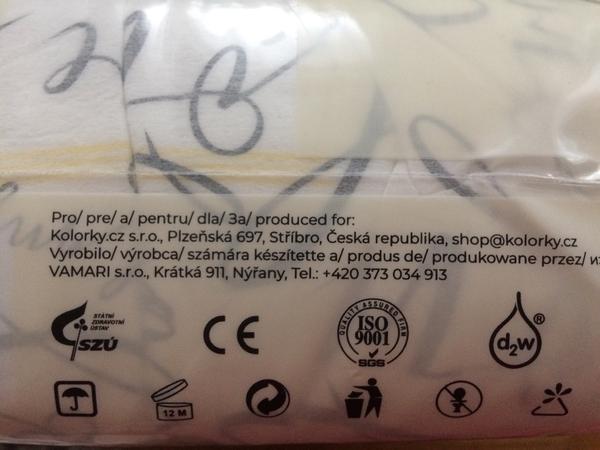 Pro/ pre/ a/ pentru/ dla/ За/ produced for:
Kolorky.cz s.r.o., Plzeňská 697, Stříbro, Česká republika, shop@kolorky.cz
Vyrobilo/ výrobca/ számára készítette a/ produs de/ produkowane przez/
VAMARI s.r.o., Krátká 911, Nýřany, Tel.: +420 373 034 913
STÁTNÍ
ZDRAVOTNÍ
ÚSTAV
SZÚ
CE
QUALITY ASSURED FIRM
ISO
9001
SGS
d2w®
12 M